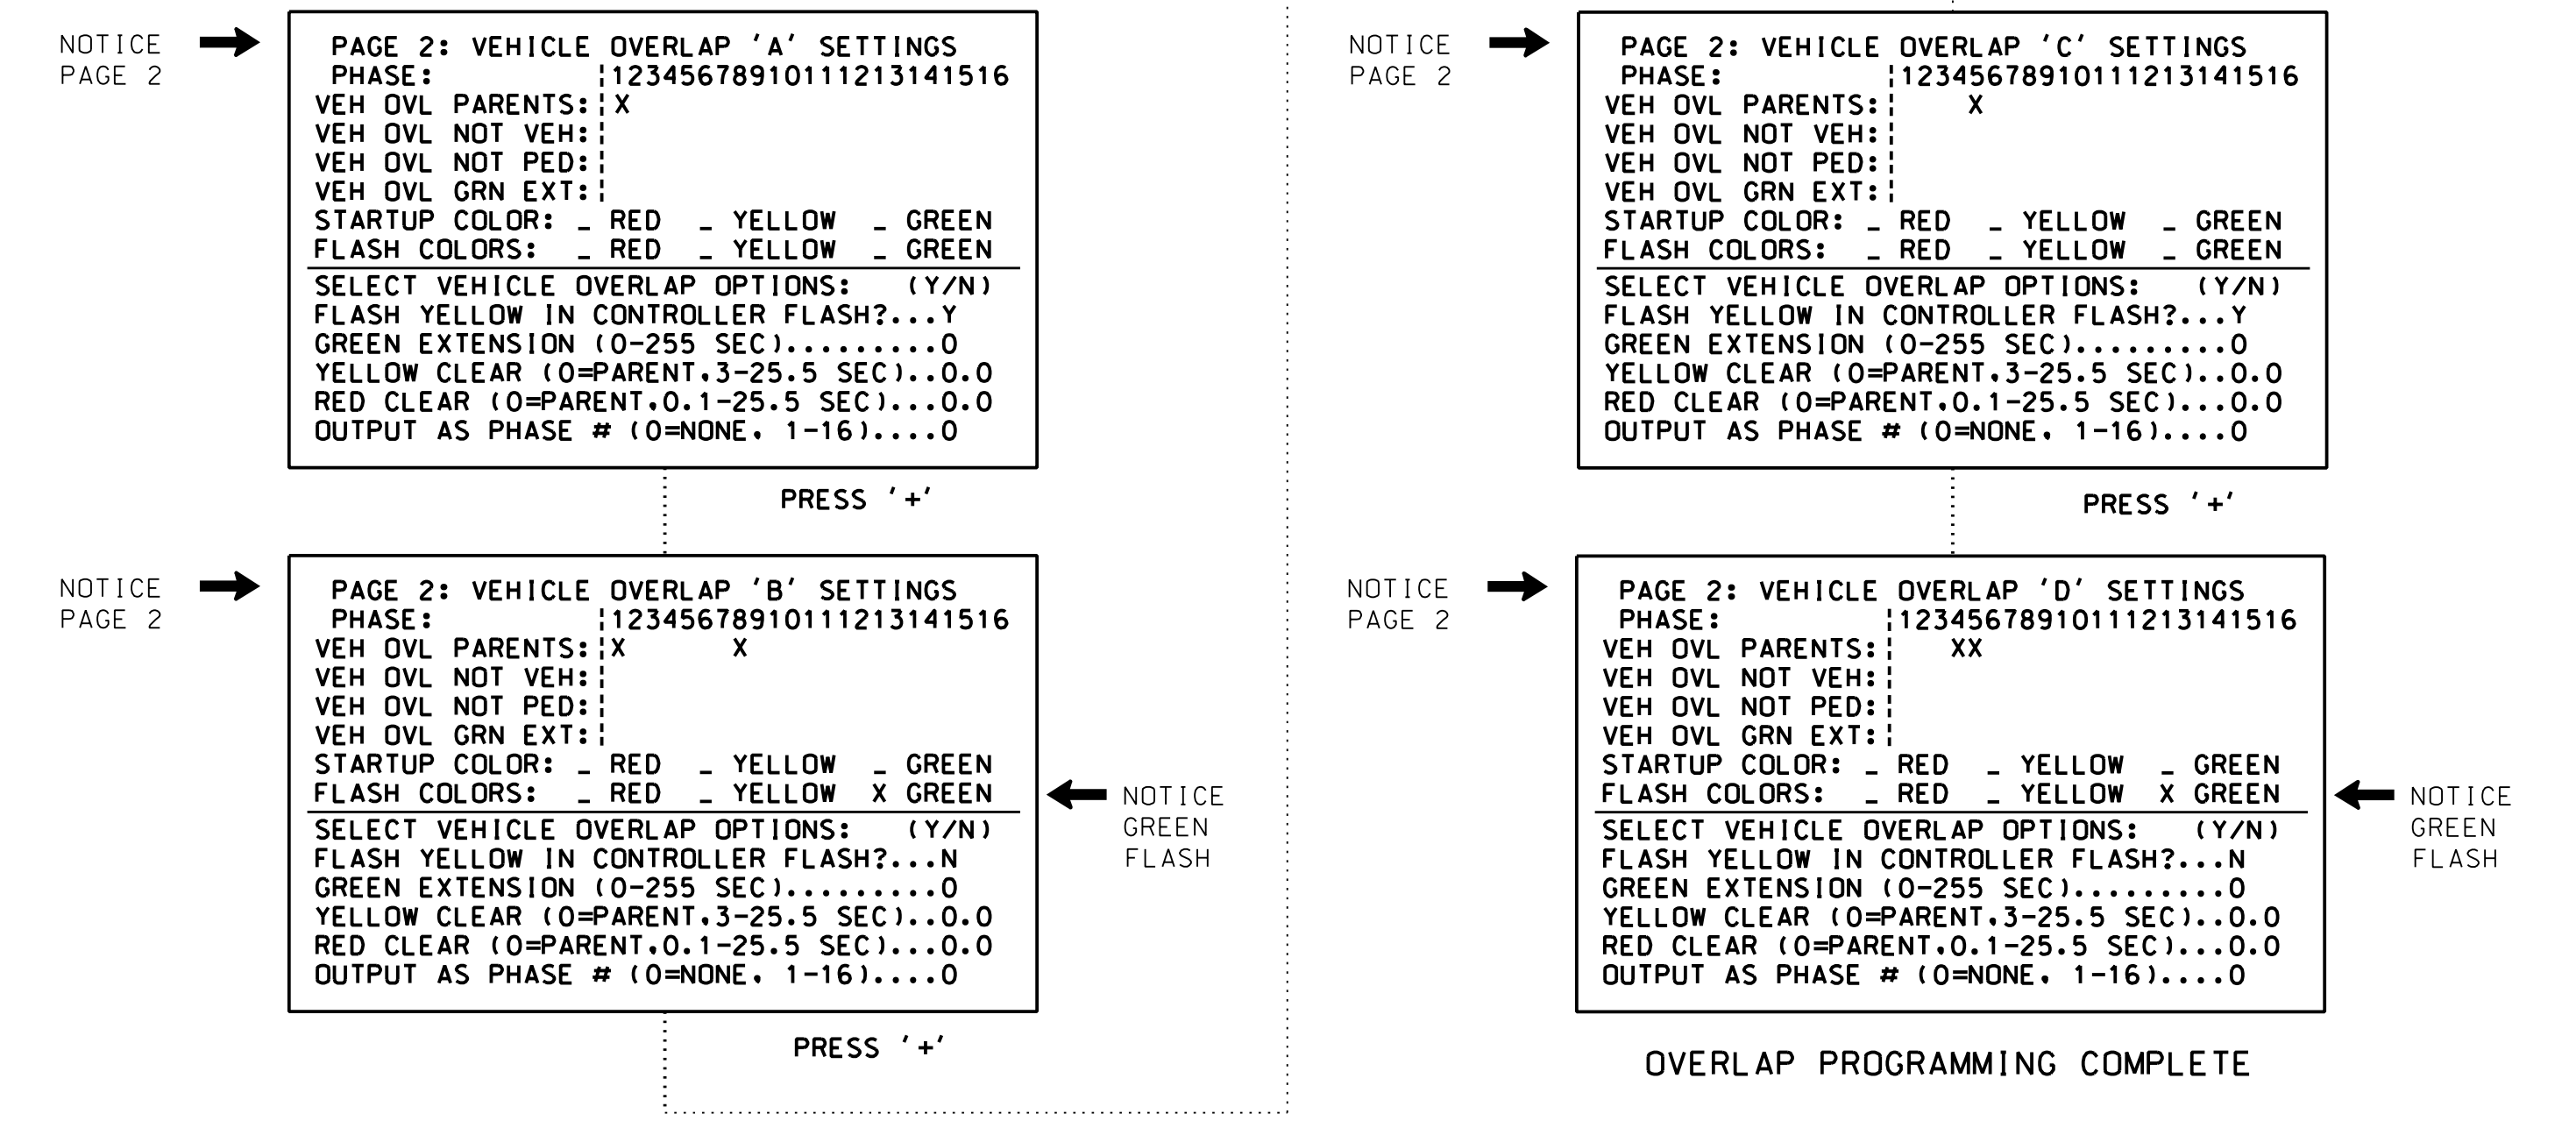 NOTICE
PAGE 2
PAGE 2: VEHICLE OVERLAP 'A' SETTINGS
PHASE: ¦12345678910111213141516
VEH OVL PARENTS:¦X
VEH OVL NOT VEH:¦
VEH OVL NOT PED:¦
VEH OVL GRN EXT:¦
STARTUP COLOR: _ RED _ YELLOW _ GREEN
FLASH COLORS: _ RED _ YELLOW _ GREEN
SELECT VEHICLE OVERLAP OPTIONS: (Y/N)
FLASH YELLOW IN CONTROLLER FLASH?...Y
GREEN EXTENSION (0-255 SEC).........0
YELLOW CLEAR (0=PARENT,3-25.5 SEC)..0.0
RED CLEAR (0=PARENT,0.1-25.5 SEC)...0.0
OUTPUT AS PHASE # (0=NONE, 1-16)....0
PRESS '+'
NOTICE
PAGE 2
PAGE 2: VEHICLE OVERLAP 'B' SETTINGS
PHASE: ¦12345678910111213141516
VEH OVL PARENTS:¦X X
VEH OVL NOT VEH:¦
VEH OVL NOT PED:¦
VEH OVL GRN EXT:¦
STARTUP COLOR: _ RED _ YELLOW _ GREEN
FLASH COLORS: _ RED _ YELLOW X GREEN
NOTICE
GREEN
FLASH
SELECT VEHICLE OVERLAP OPTIONS: (Y/N)
FLASH YELLOW IN CONTROLLER FLASH?...N
GREEN EXTENSION (0-255 SEC).........0
YELLOW CLEAR (0=PARENT,3-25.5 SEC)..0.0
RED CLEAR (0=PARENT,0.1-25.5 SEC)...0.0
OUTPUT AS PHASE # (0=NONE, 1-16)....0
PRESS '+'
NOTICE
PAGE 2
PAGE 2: VEHICLE OVERLAP 'C' SETTINGS
PHASE: ¦12345678910111213141516
VEH OVL PARENTS:¦ X
VEH OVL NOT VEH:¦
VEH OVL NOT PED:¦
VEH OVL GRN EXT:¦
STARTUP COLOR: _ RED _ YELLOW _ GREEN
FLASH COLORS: _ RED _ YELLOW _ GREEN
SELECT VEHICLE OVERLAP OPTIONS: (Y/N)
FLASH YELLOW IN CONTROLLER FLASH?...Y
GREEN EXTENSION (0-255 SEC).........0
YELLOW CLEAR (0=PARENT,3-25.5 SEC)..0.0
RED CLEAR (0=PARENT,0.1-25.5 SEC)...0.0
OUTPUT AS PHASE # (0=NONE, 1-16)....0
PRESS '+'
NOTICE
PAGE 2
PAGE 2: VEHICLE OVERLAP 'D' SETTINGS
PHASE: ¦12345678910111213141516
VEH OVL PARENTS:¦ XX
VEH OVL NOT VEH:¦
VEH OVL NOT PED:¦
VEH OVL GRN EXT:¦
STARTUP COLOR: _ RED _ YELLOW _ GREEN
FLASH COLORS: _ RED _ YELLOW X GREEN
NOTICE
GREEN
FLASH
SELECT VEHICLE OVERLAP OPTIONS: (Y/N)
FLASH YELLOW IN CONTROLLER FLASH?...N
GREEN EXTENSION (0-255 SEC).........0
YELLOW CLEAR (0=PARENT,3-25.5 SEC)..0.0
RED CLEAR (0=PARENT,0.1-25.5 SEC)...0.0
OUTPUT AS PHASE # (0=NONE, 1-16)....0
OVERLAP PROGRAMMING COMPLETE